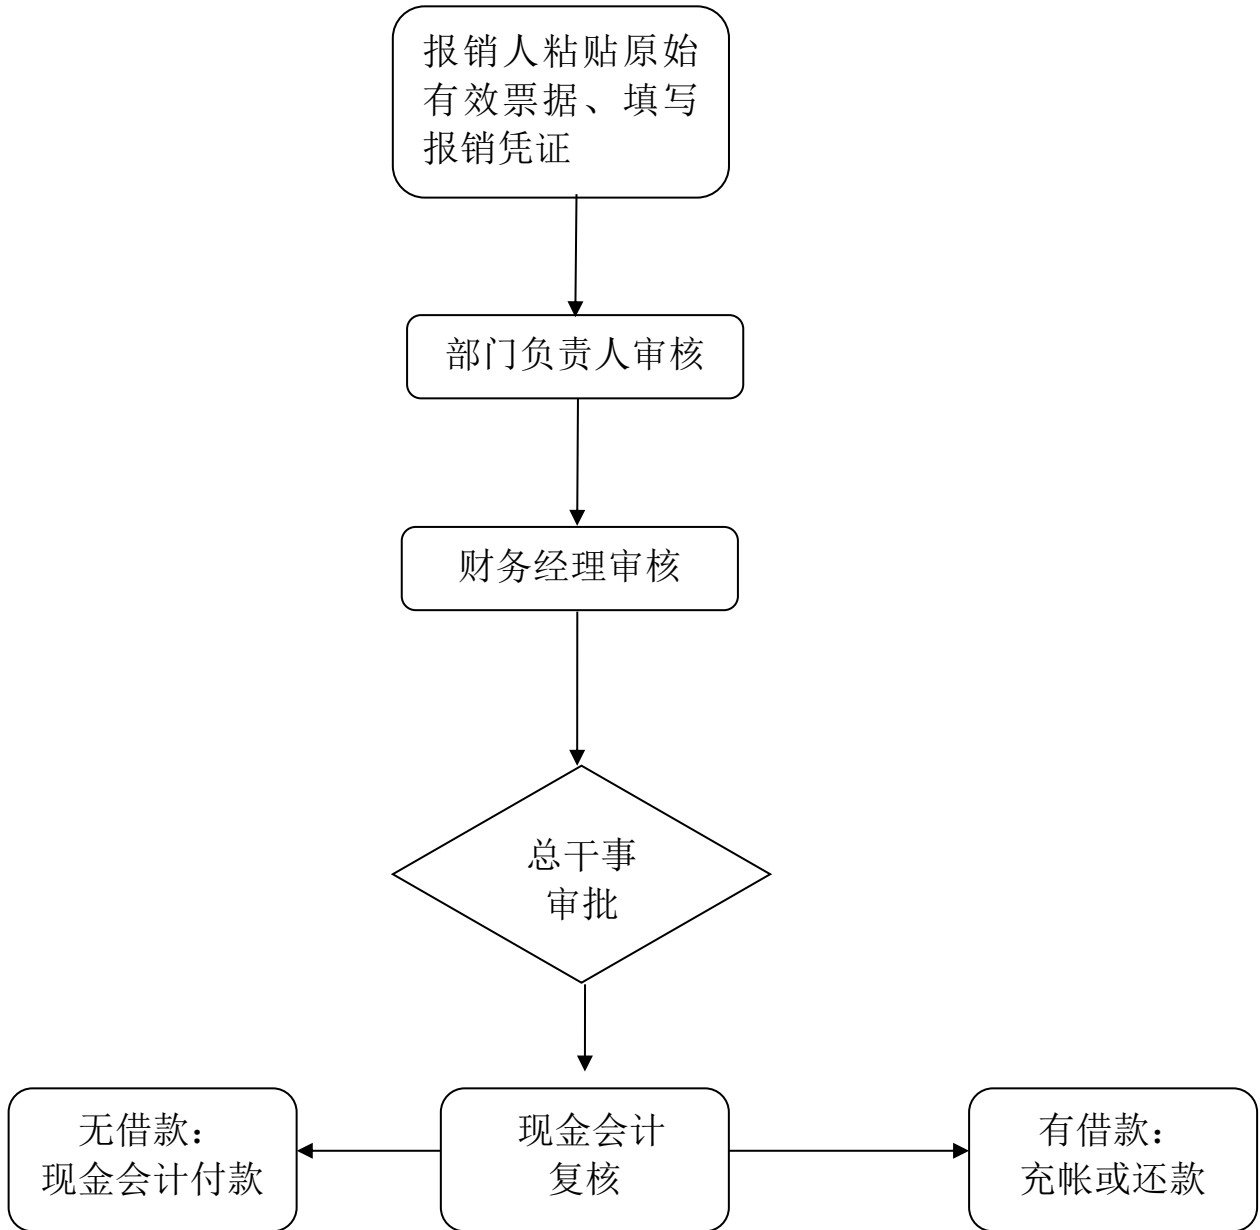 报销人粘贴原始
有效票据、填写
报销凭证
部门负责人审核
财务经理审核
总干事
审批
无借款：
现金会计付款
现金会计
复核
有借款：
充帐或还款